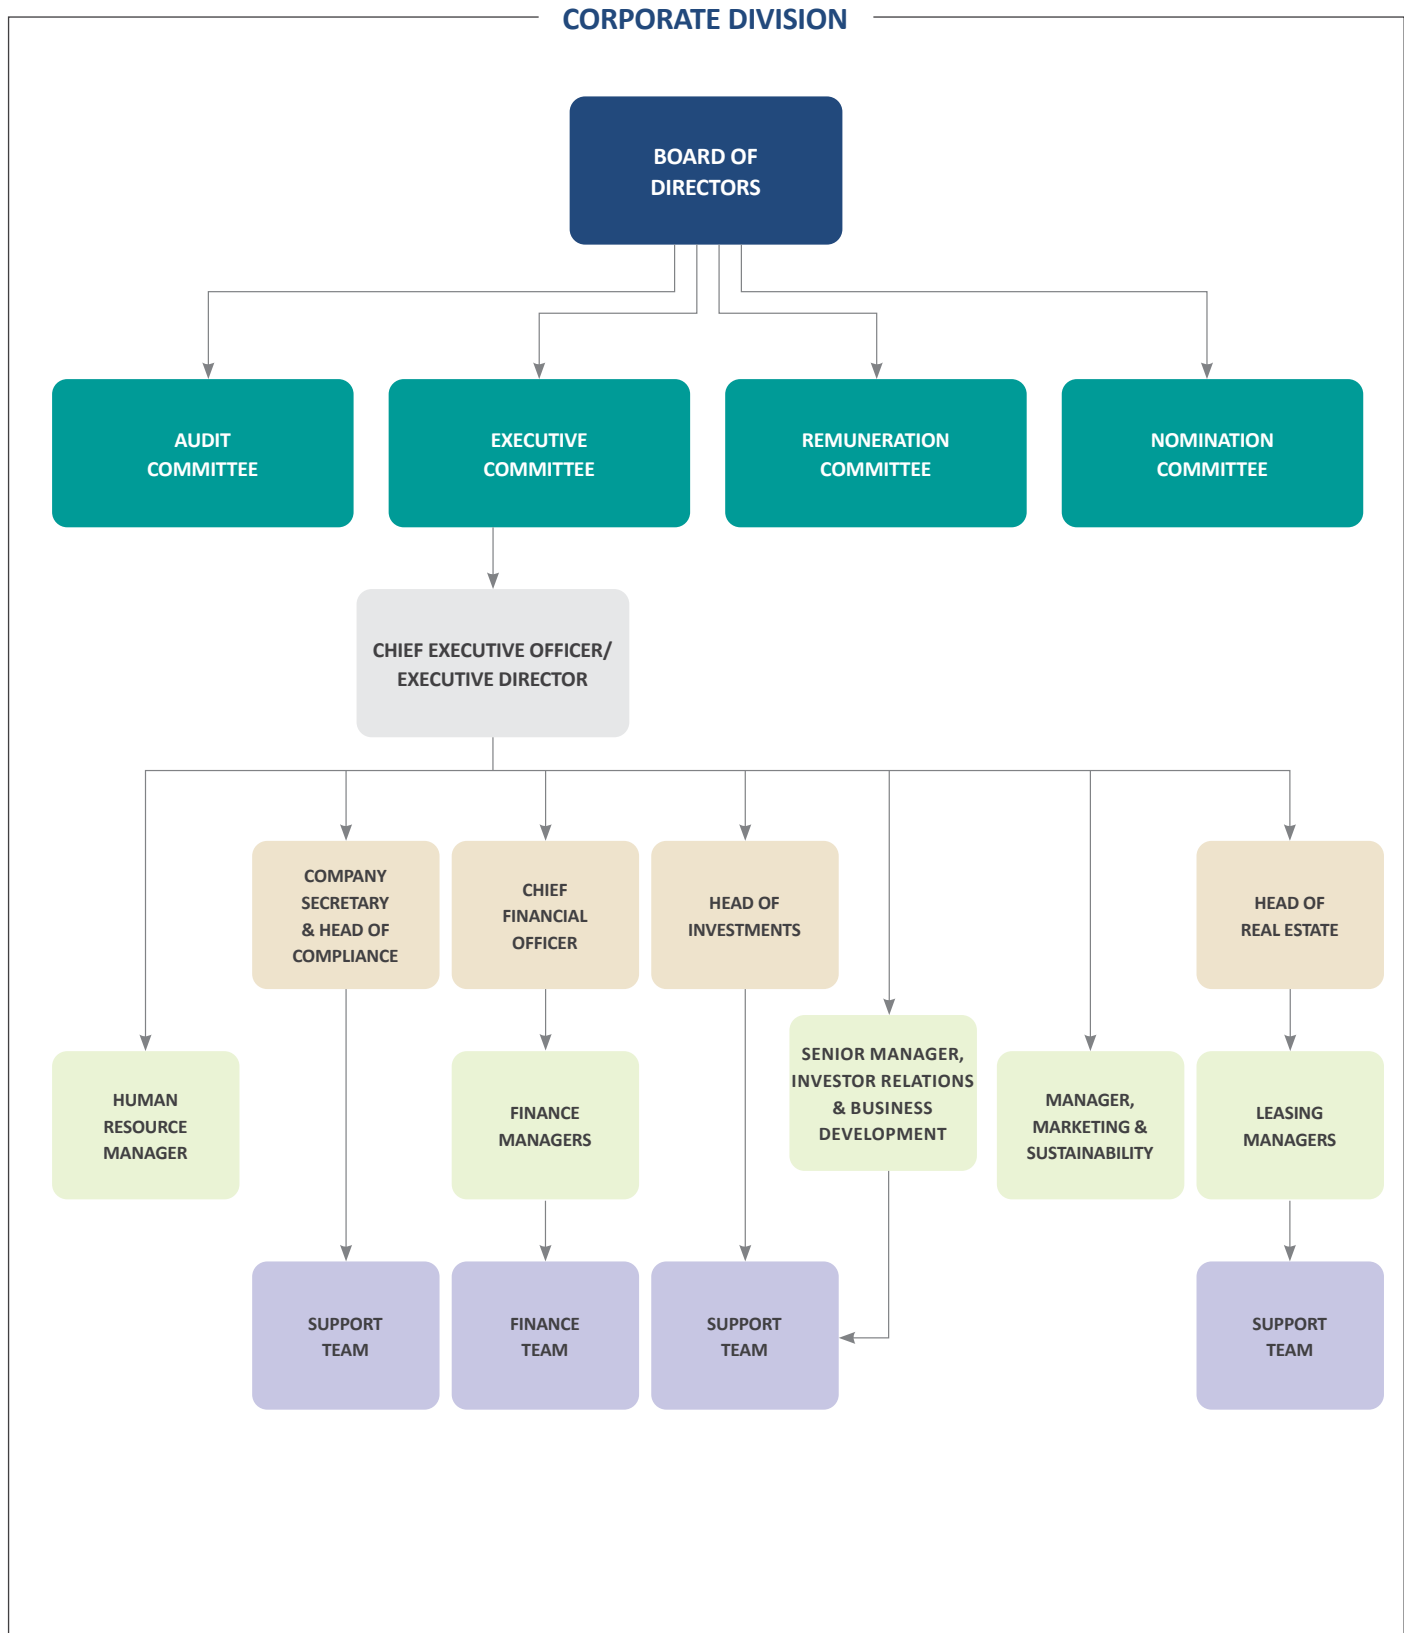 CORPORATE DIVISION
BOARD OF
DIRECTORS
AUDIT
COMMITTEE
EXECUTIVE
COMMITTEE
REMUNERATION
COMMITTEE
NOMINATION
COMMITTEE
CHIEF EXECUTIVE OFFICER/
EXECUTIVE DIRECTOR
COMPANY
SECRETARY
& HEAD OF
COMPLIANCE
CHIEF
FINANCIAL
OFFICER
HEAD OF
INVESTMENTS
HEAD OF
REAL ESTATE
HUMAN
RESOURCE
MANAGER
FINANCE
MANAGERS
SENIOR MANAGER,
INVESTOR RELATIONS
& BUSINESS
DEVELOPMENT
MANAGER,
MARKETING &
SUSTAINABILITY
LEASING
MANAGERS
SUPPORT
TEAM
FINANCE
TEAM
SUPPORT
TEAM
SUPPORT
TEAM